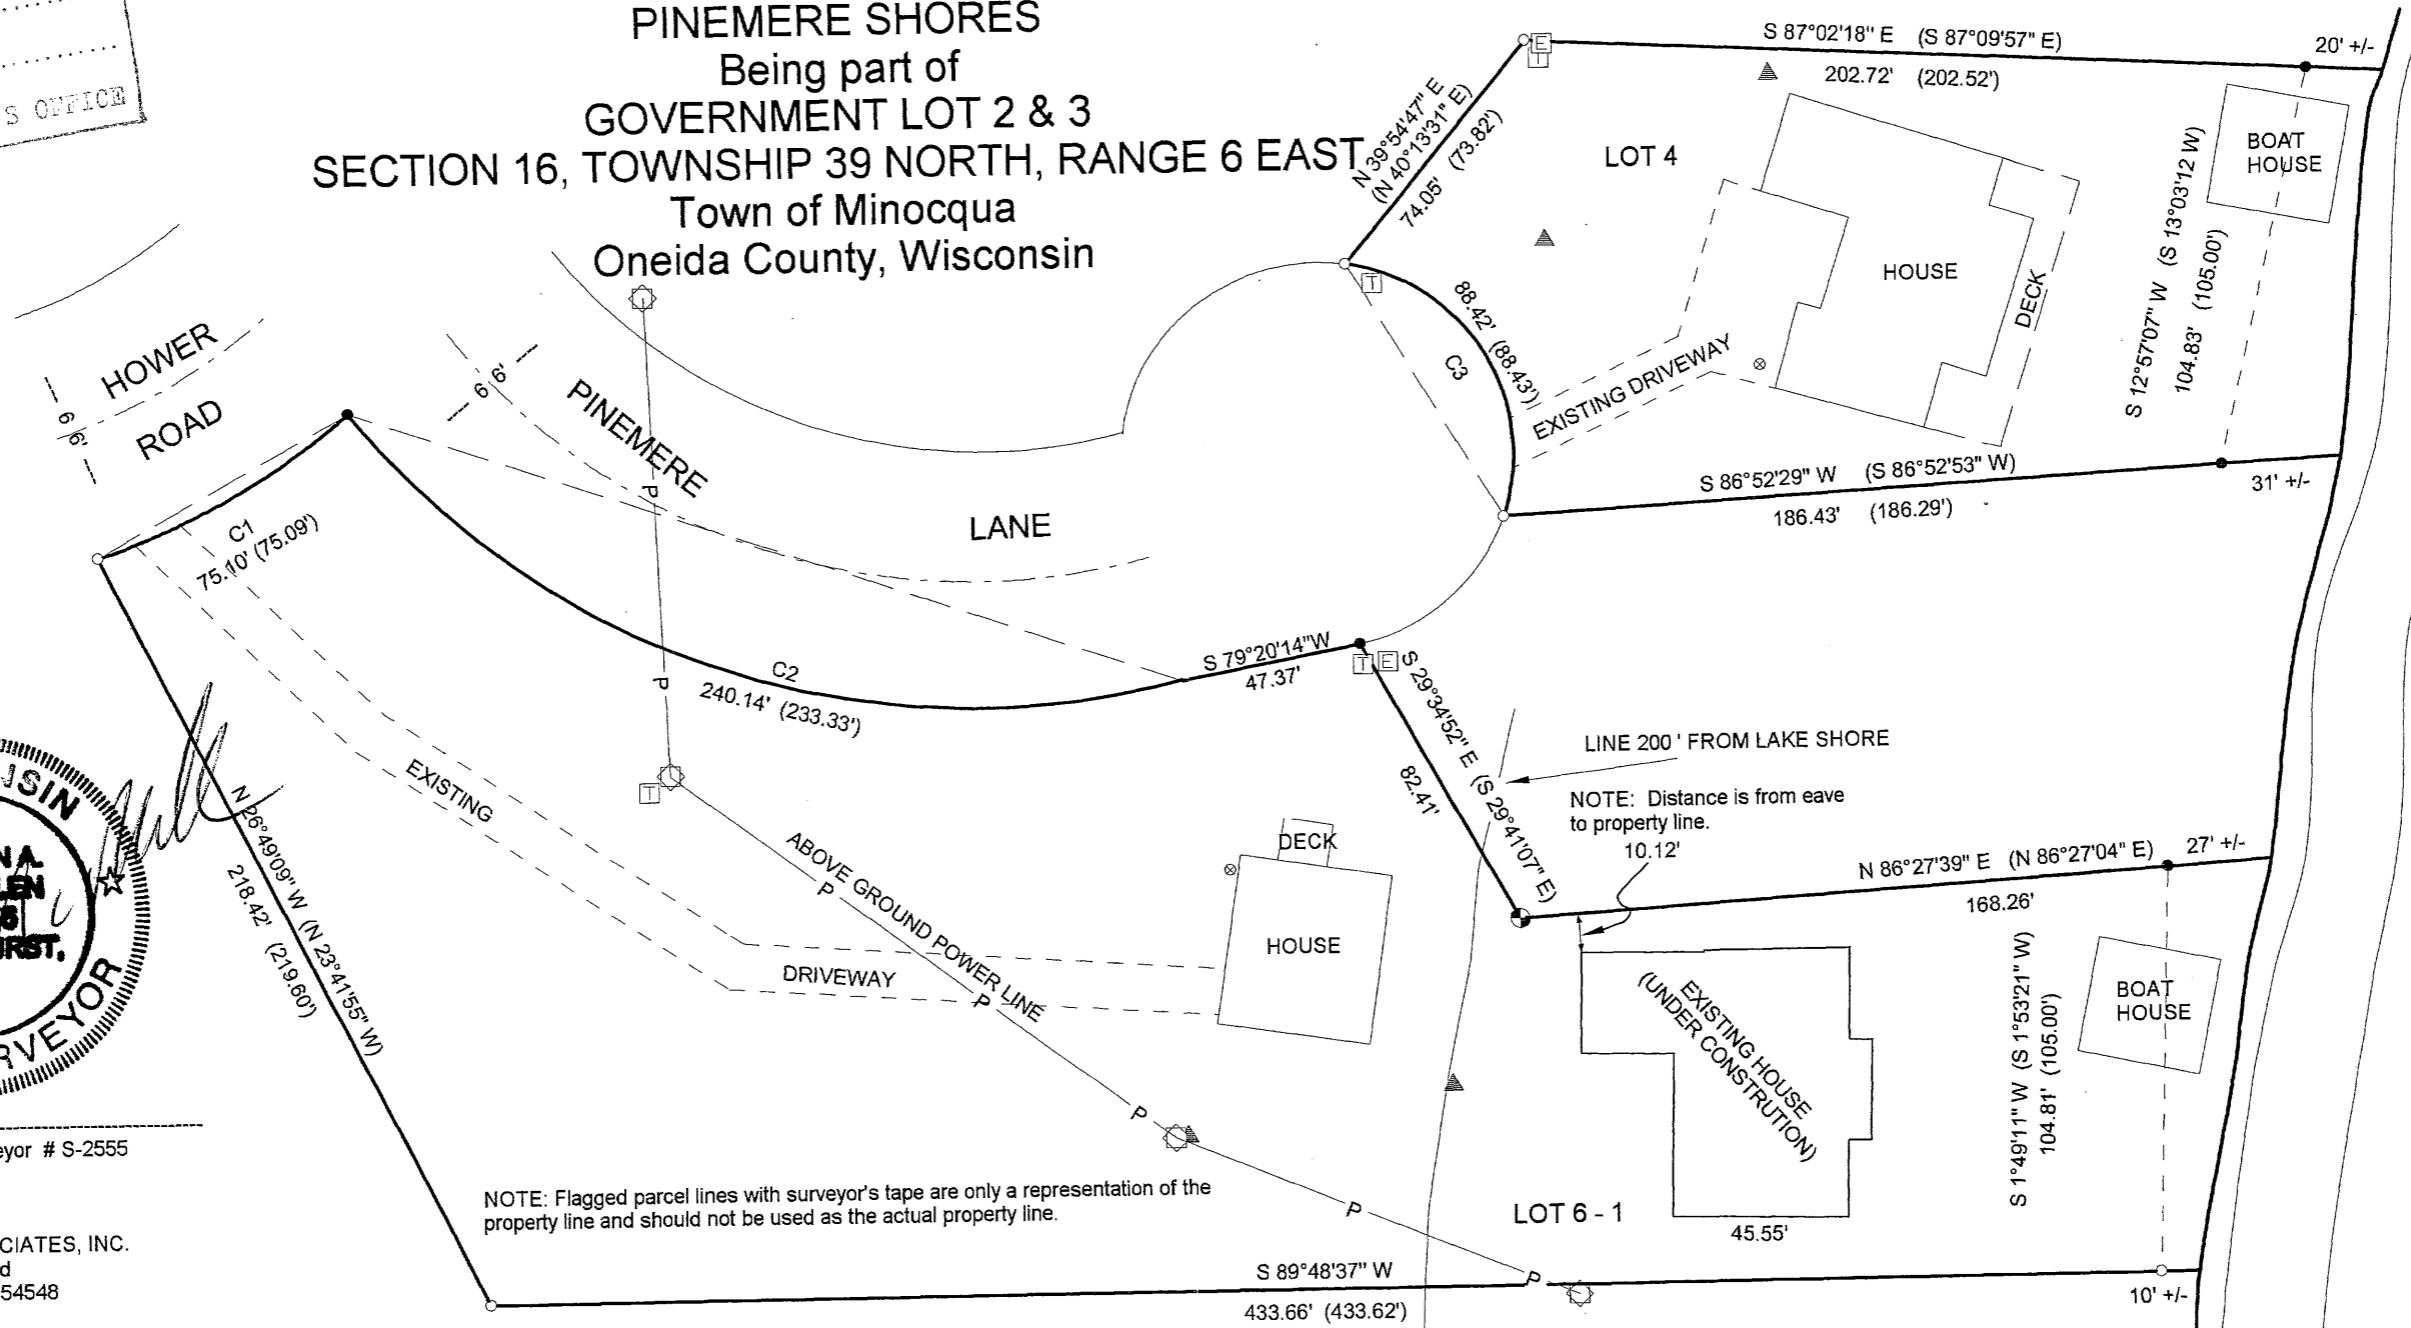 S OFFICE
PINEMERE SHORES
Being part of
GOVERNMENT LOT 2 & 3
SECTION 16, TOWNSHIP 39 NORTH, RANGE 6 EAST
Town of Minocqua
Oneida County, Wisconsin
S 87°02'18" E (S 87°09'57" E)
202.72' (202.52')
20' +/-
E
T
N 39°54'47" E
(N 40°13'31" E)
74.05' (73.82')
LOT 4
BOAT
HOUSE
HOUSE
DECK
S 12°57'07" W (S 13°03'12 W)
104.83' (105.00')
T
88.42' (88.43')
C3
EXISTING DRIVEWAY
S 86°52'29" W (S 86°52'53" W)
186.43' (186.29')
31' +/-
HOWER
ROAD
6 6'
6 6'
PINEMERE
LANE
P
P
C1
75.10' (75.09')
C2
240.14' (233.33')
S 79°20'14"W
47.37'
T E
S 29°34'52" E (S 29°41'07" E)
82.41'
LINE 200 ' FROM LAKE SHORE
NOTE: Distance is from eave
to property line.
10.12'
N 86°27'39" E (N 86°27'04" E)
168.26'
27' +/-
T
EXISTING
DRIVEWAY
ABOVE GROUND POWER LINE
P
P
P
P
P
DECK
HOUSE
EXISTING HOUSE
(UNDER CONSTRUTION)
45.55'
LOT 6 - 1
BOAT
HOUSE
S 1°49'11" W (S 1°53'21" W)
104.81' (105.00')
N 26°49'09" W (N 23°41'55" W)
218.42' (219.60')
NSIN
N A.
LEN
IRST,
RVEYOR
eyor # S-2555
CIATES, INC.
d
54548
NOTE: Flagged parcel lines with surveyor's tape are only a representation of the
property line and should not be used as the actual property line.
S 89°48'37" W
433.66' (433.62')
10' +/-